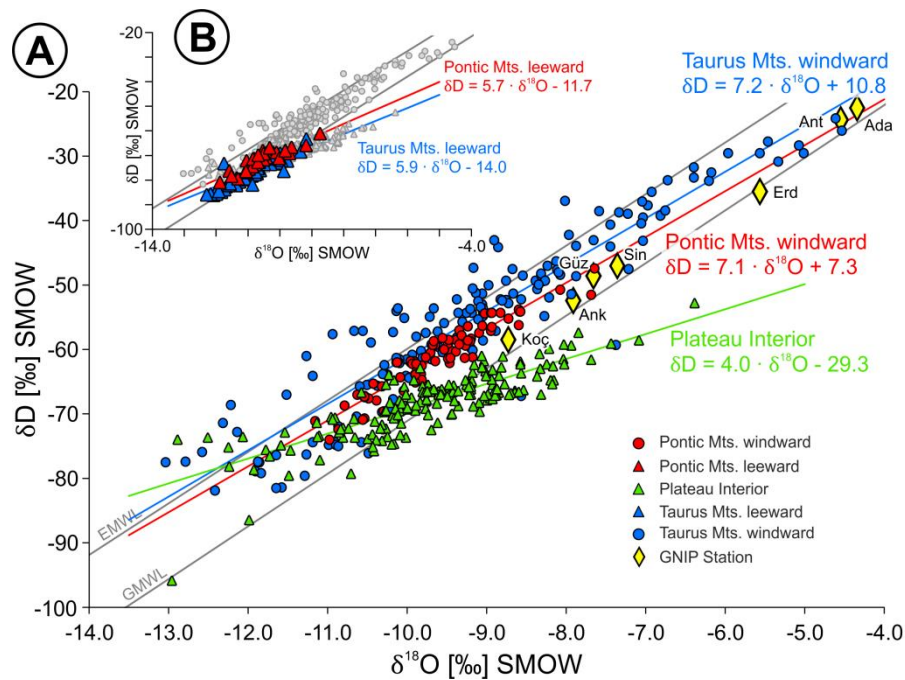 A
B
-20
δD [‰] SMOW
-100
-14.0
-4.0
δ¹⁸O [‰] SMOW
Pontic Mts. leeward
δD = 5.7 · δ¹⁸O - 11.7
Taurus Mts. leeward
δD = 5.9 · δ¹⁸O - 14.0
Taurus Mts. windward
δD = 7.2 · δ¹⁸O + 10.8
Ant
Ada
Erd
Pontic Mts. windward
δD = 7.1 · δ¹⁸O + 7.3
Güz
Sin
Ank
Koç
Plateau Interior
δD = 4.0 · δ¹⁸O - 29.3
Pontic Mts. windward
Pontic Mts. leeward
Plateau Interior
Taurus Mts. leeward
Taurus Mts. windward
GNIP Station
EMWL
GMWL
δD [‰] SMOW
-20
-30
-40
-50
-60
-70
-80
-90
-100
-14.0
-13.0
-12.0
-11.0
-10.0
-9.0
-8.0
-7.0
-6.0
-5.0
-4.0
δ¹⁸O [‰] SMOW